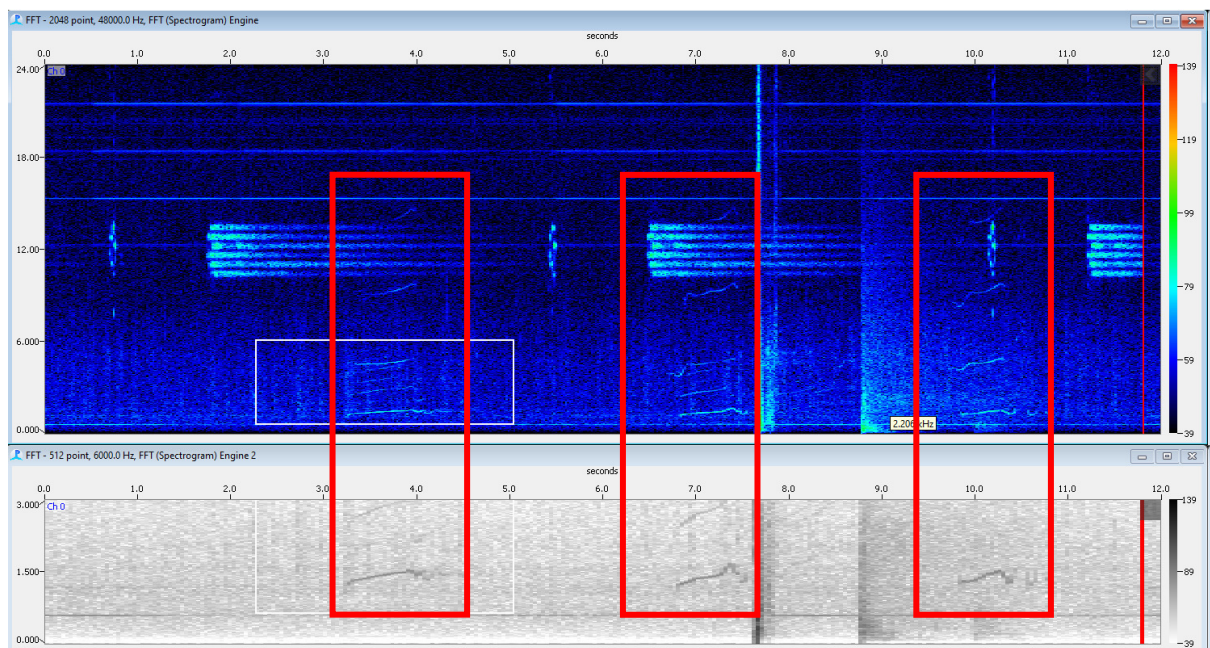 FFT - 2048 point, 48000.0 Hz, FFT (Spectrogram) Engine
seconds
0.0 1.0 2.0 3.0 4.0 5.0 6.0 7.0 8.0 9.0 10.0 11.0 12.0
24.00
Ch 0
139
119
18.00
99
12.00
79
6.000
59
2.206 kHz
0.000
39
FFT - 512 point, 6000.0 Hz, FFT (Spectrogram) Engine 2
seconds
0.0 1.0 2.0 3.0 4.0 5.0 6.0 7.0 8.0 9.0 10.0 11.0 12.0
3.000
Ch 0
139
1.500
89
0.000
39